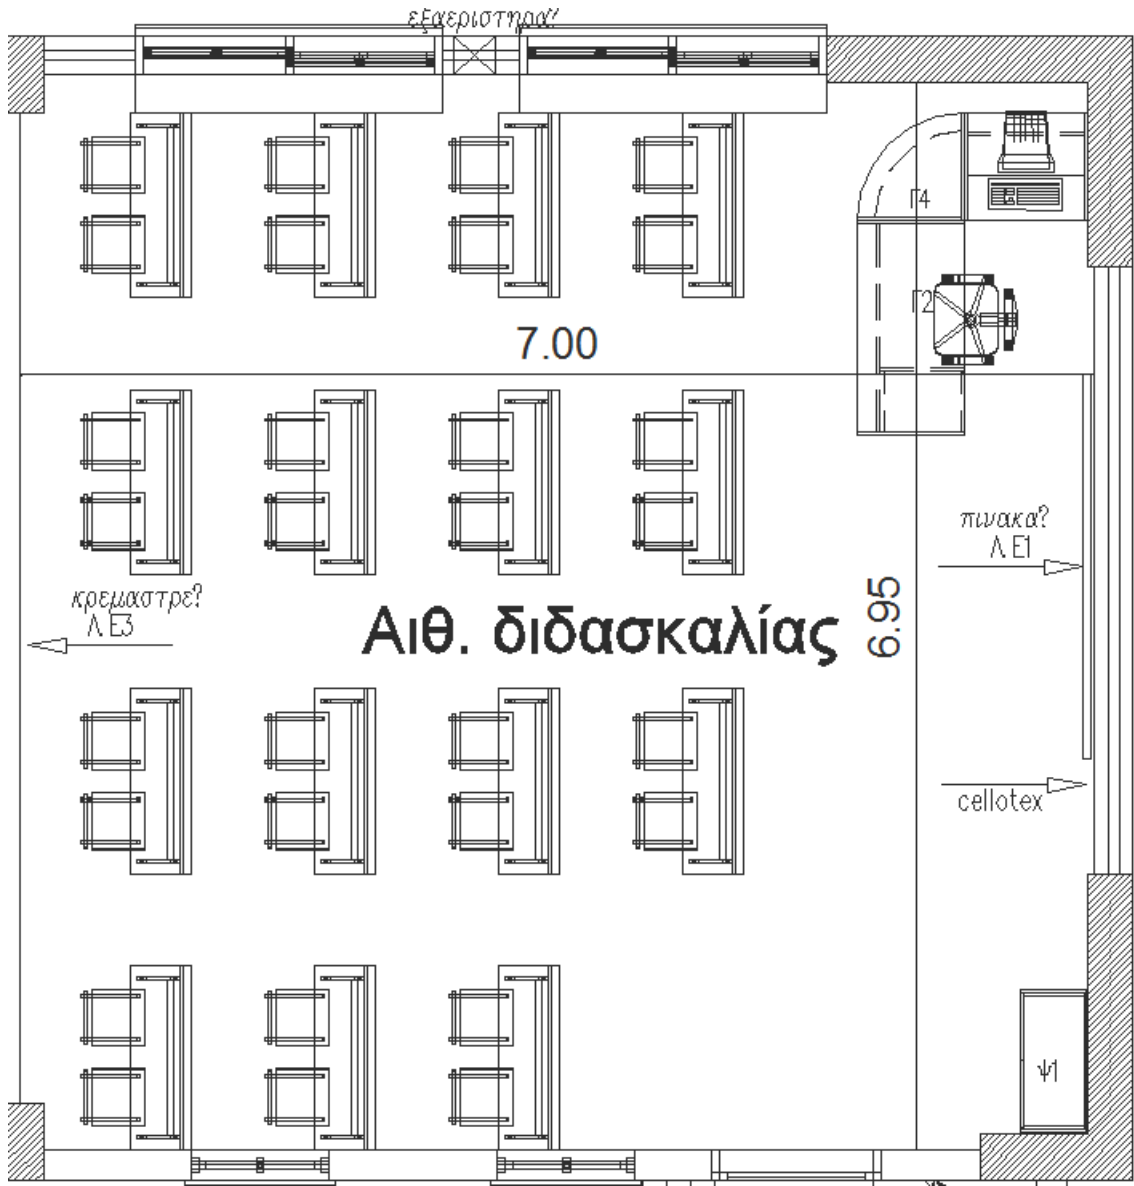 εξαεριστηρα?
Γ4
Γ2
7.00
πινακα?
Λ Ε1
κρεμαστρε?
Λ Ε3
Αιθ. διδασκαλίας
6.95
cellotex
ψ1